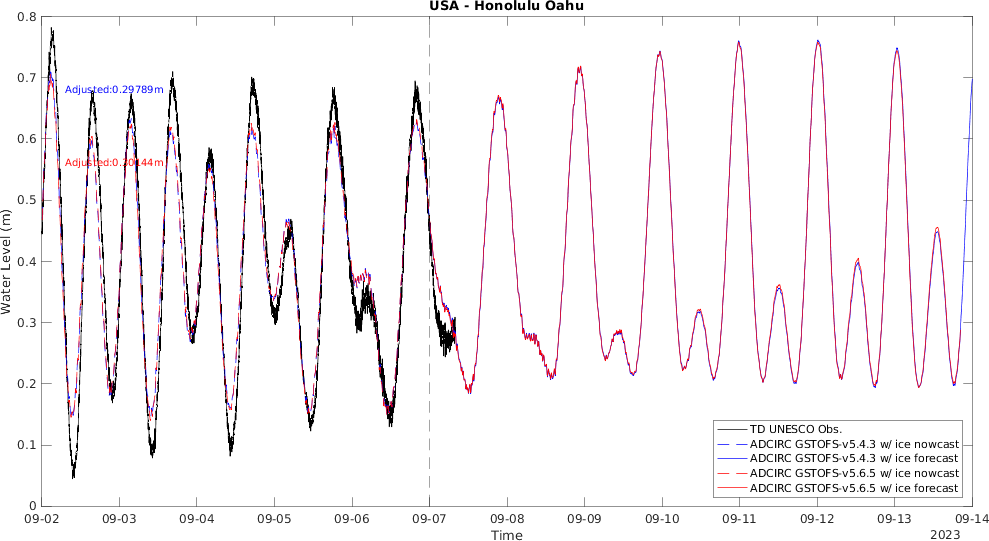 USA - Honolulu Oahu
0.8
0.7
0.6
0.5
0.4
0.3
0.2
0.1
0
Water Level (m)
Adjusted:0.29789m
Adjusted:0.30144m
TD UNESCO Obs.
ADCIRC GSTOFS-v5.4.3 w/ ice nowcast
ADCIRC GSTOFS-v5.4.3 w/ ice forecast
ADCIRC GSTOFS-v5.6.5 w/ ice nowcast
ADCIRC GSTOFS-v5.6.5 w/ ice forecast
09-02 09-03 09-04 09-05 09-06 09-07 09-08 09-09 09-10 09-11 09-12 09-13 09-14
Time
2023